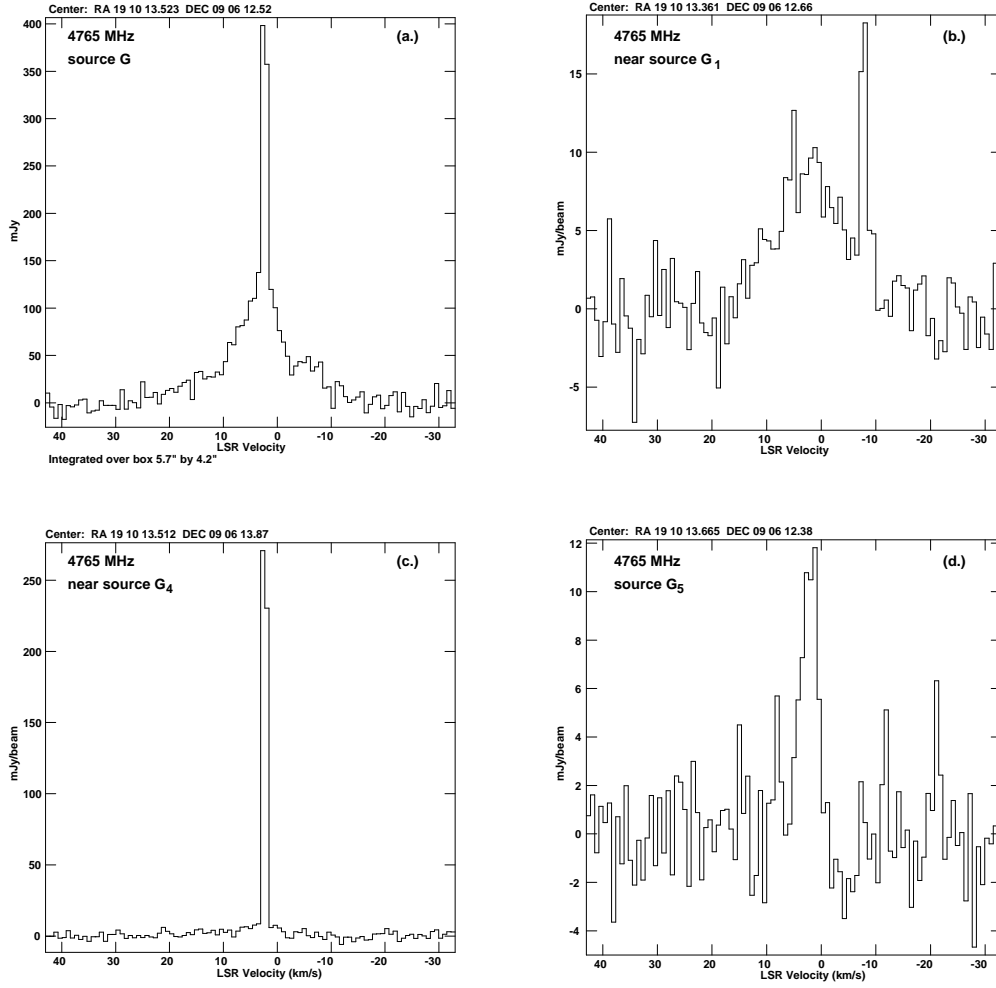 Center: RA 19 10 13.523 DEC 09 06 12.52
4765 MHz
source G
(a.)
400
350
300
250
200
150
100
50
0
mJy
40 30 20 10 0 -10 -20 -30
LSR Velocity
Integrated over box 5.7" by 4.2"
Center: RA 19 10 13.361 DEC 09 06 12.66
4765 MHz
near source G1
(b.)
15
10
5
0
-5
mJy/beam
40 30 20 10 0 -10 -20 -30
LSR Velocity
Center: RA 19 10 13.512 DEC 09 06 13.87
4765 MHz
near source G4
(c.)
250
200
150
100
50
0
mJy/beam
40 30 20 10 0 -10 -20 -30
LSR Velocity (km/s)
Center: RA 19 10 13.665 DEC 09 06 12.38
4765 MHz
source G5
(d.)
12
10
8
6
4
2
0
-2
-4
mJy/beam
40 30 20 10 0 -10 -20 -30
LSR Velocity (km/s)